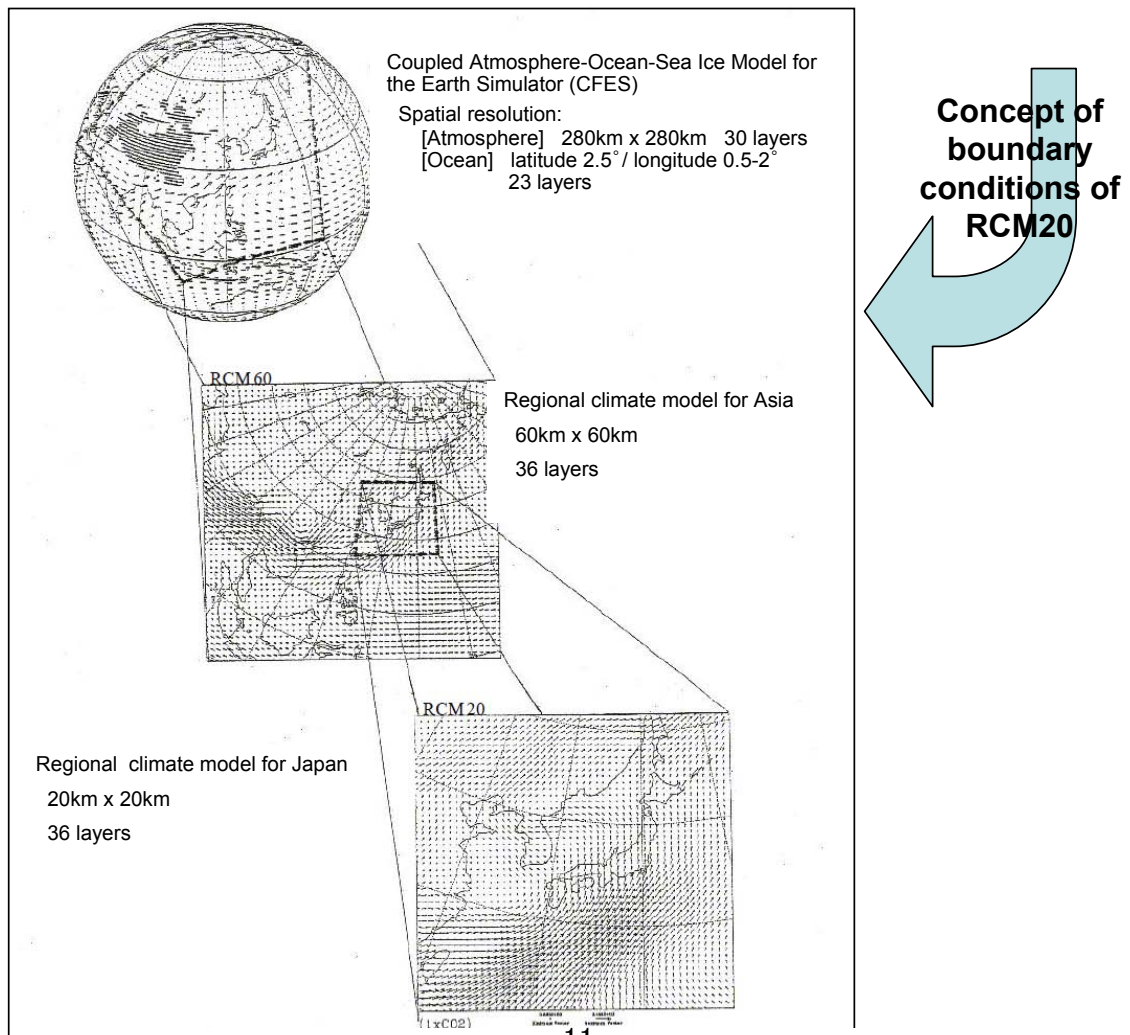 Coupled Atmosphere-Ocean-Sea Ice Model for
the Earth Simulator (CFES)
Spatial resolution:
[Atmosphere] 280km x 280km 30 layers
[Ocean] latitude 2.5°/ longitude 0.5-2°
23 layers
Concept of
boundary
conditions of
RCM20
RCM60
Regional climate model for Asia
60km x 60km
36 layers
RCM20
Regional climate model for Japan
20km x 20km
36 layers
(1xCO2)
11